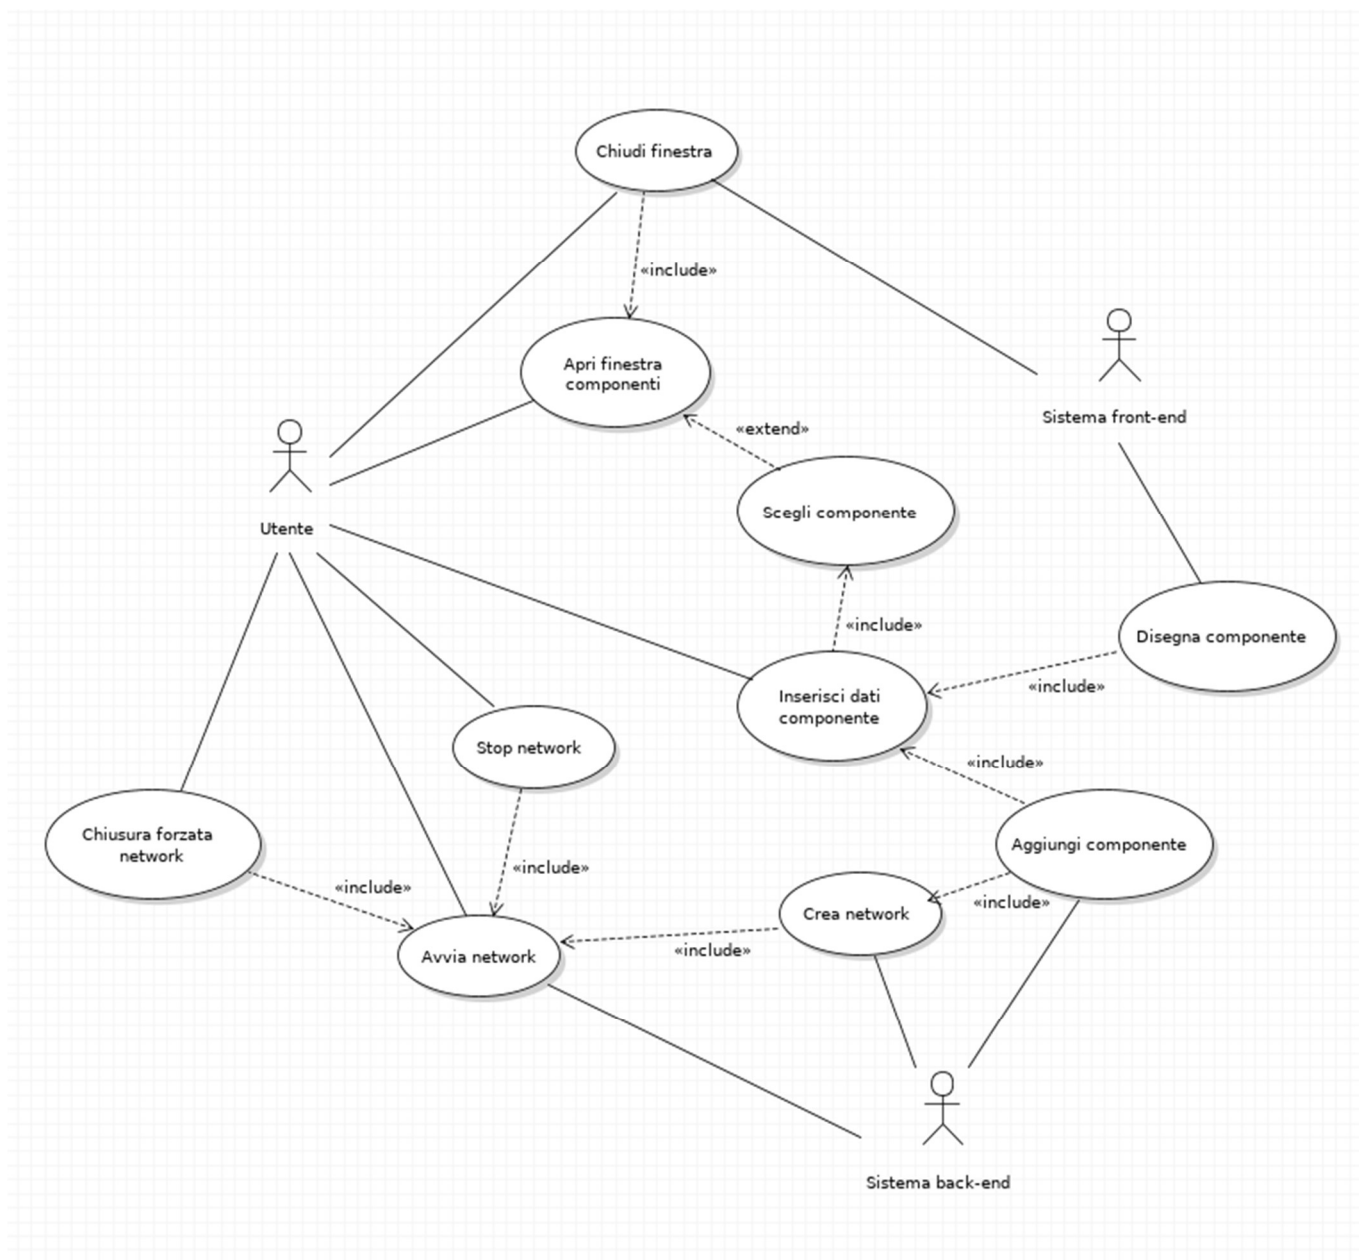 Chiudi finestra
«include»
Apri finestra
componenti
Sistema front-end
«extend»
Scegli componente
Utente
«include»
Disegna componente
«include»
Inserisci dati
componente
Stop network
«include»
Chiusura forzata
network
Aggiungi componente
«include»
«include»
«include»
Crea network
«include»
Avvia network
Sistema back-end